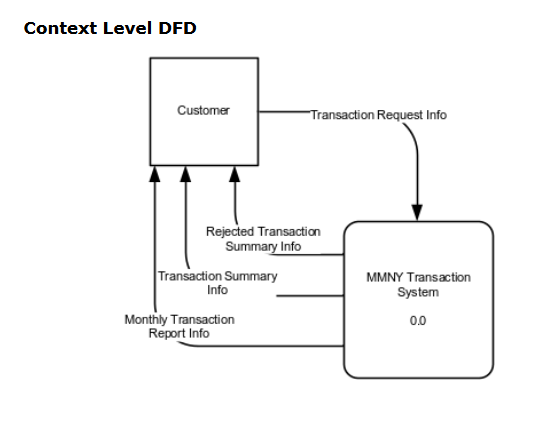 Context Level DFD
Customer
Transaction Request Info
Rejected Transaction
Summary Info
MMNY Transaction
System
0.0
Transaction Summary
Info
Monthly Transaction
Report Info